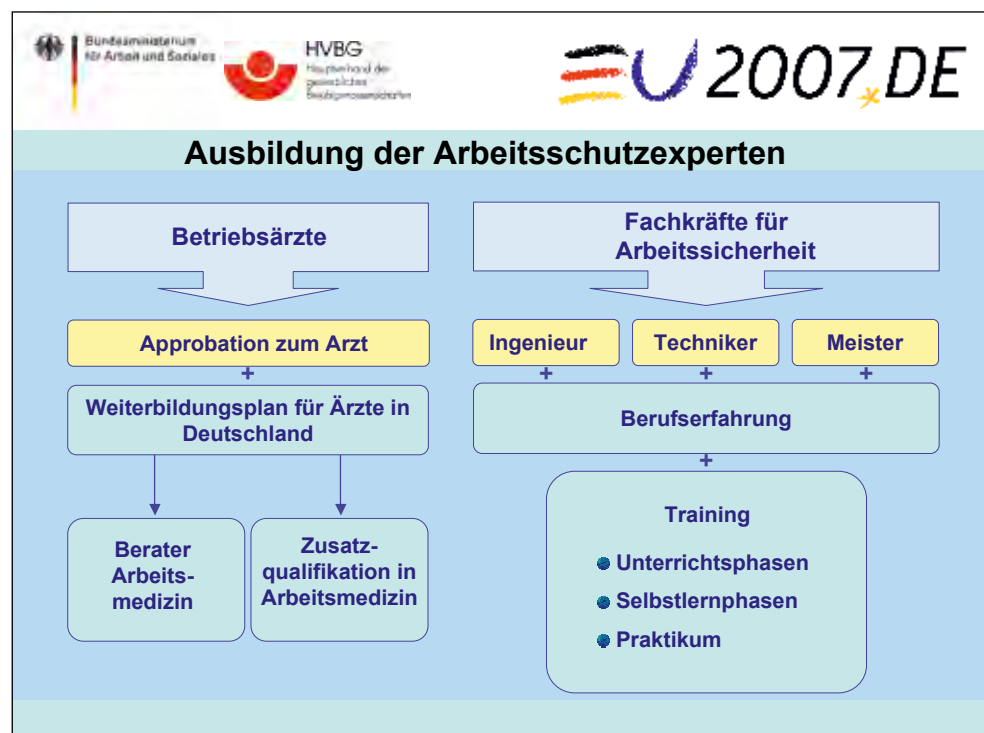 Bundesministerium
für Arbeit und Soziales
HVBG
Hauptverband der
gewerblichen
Berufsgenossenschaften
EU2007.DE
Ausbildung der Arbeitsschutzexperten
Betriebsärzte
Approbation zum Arzt
+
Weiterbildungsplan für Ärzte in
Deutschland
Berater
Arbeits-
medizin
Zusatz-
qualifikation in
Arbeitsmedizin
Fachkräfte für
Arbeitssicherheit
Ingenieur
Techniker
Meister
+ + +
Berufserfahrung
+
Training
Unterrichtsphasen
Selbstlernphasen
Praktikum